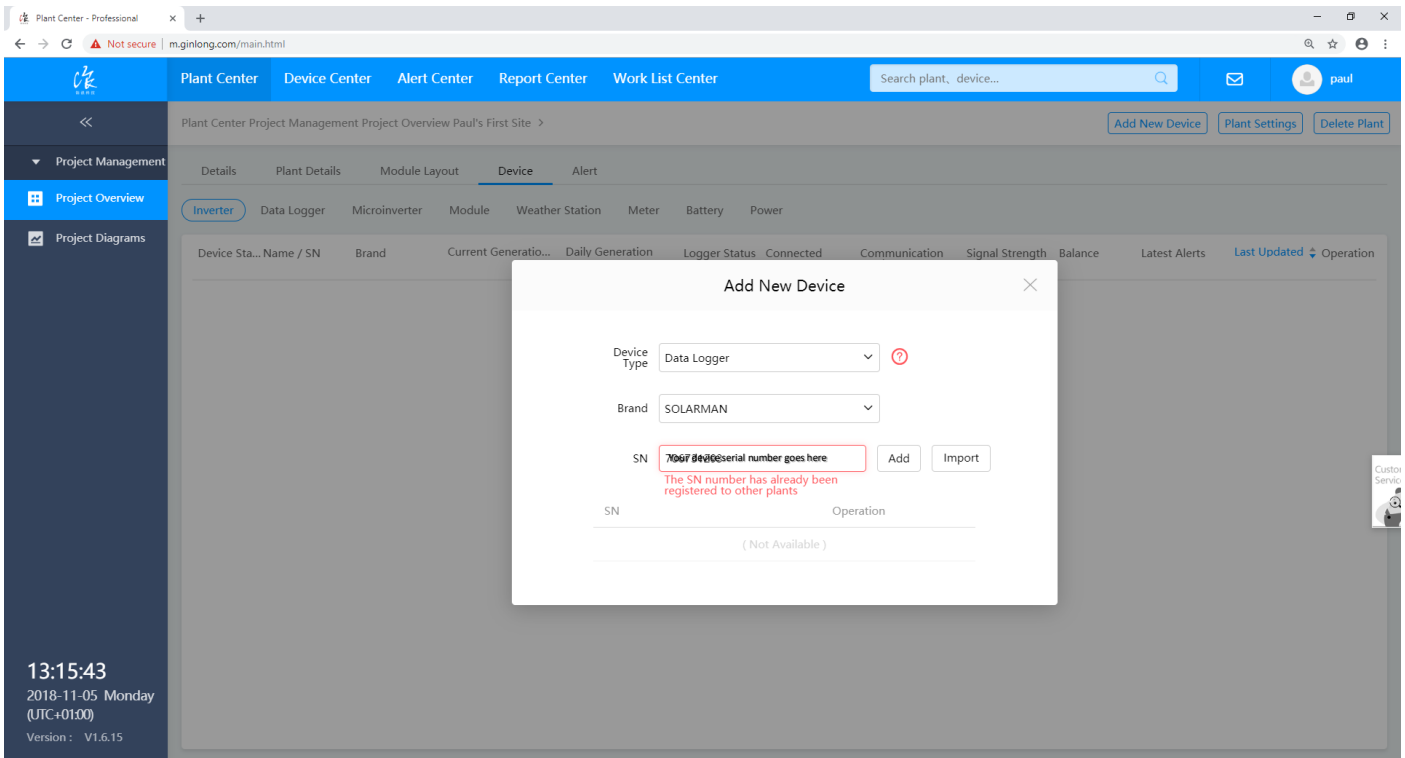 Plant Center - Professional
Not secure | m.ginlong.com/main.html
Plant Center Device Center Alert Center Report Center Work List Center Search plant、device... paul
Plant Center Project Management Project Overview Paul's First Site > Add New Device Plant Settings Delete Plant
Project Management
Project Overview
Project Diagrams
Details Plant Details Module Layout Device Alert
Inverter Data Logger Microinverter Module Weather Station Meter Battery Power
Device Sta... Name / SN Brand Current Generatio... Daily Generation Logger Status Connected Communication Signal Strength Balance Latest Alerts Last Updated Operation
Add New Device
Device
Type Data Logger ?
Brand SOLARMAN
SN Your device serial number goes here Add Import
The SN number has already been
registered to other plants
SN Operation
( Not Available )
13:15:43
2018-11-05 Monday
(UTC+01:00)
Version : V1.6.15